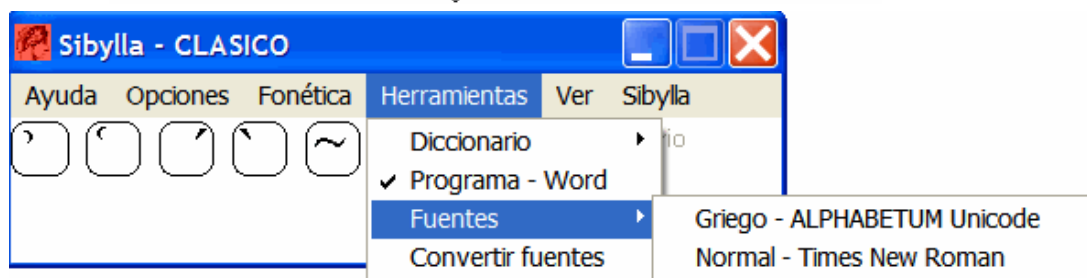 Sibylla - CLASICO
Ayuda Opciones Fonética Herramientas Ver Sibylla
Diccionario
✓ Programa - Word
Fuentes
Griego - ALPHABETUM Unicode
Convertir fuentes
Normal - Times New Roman